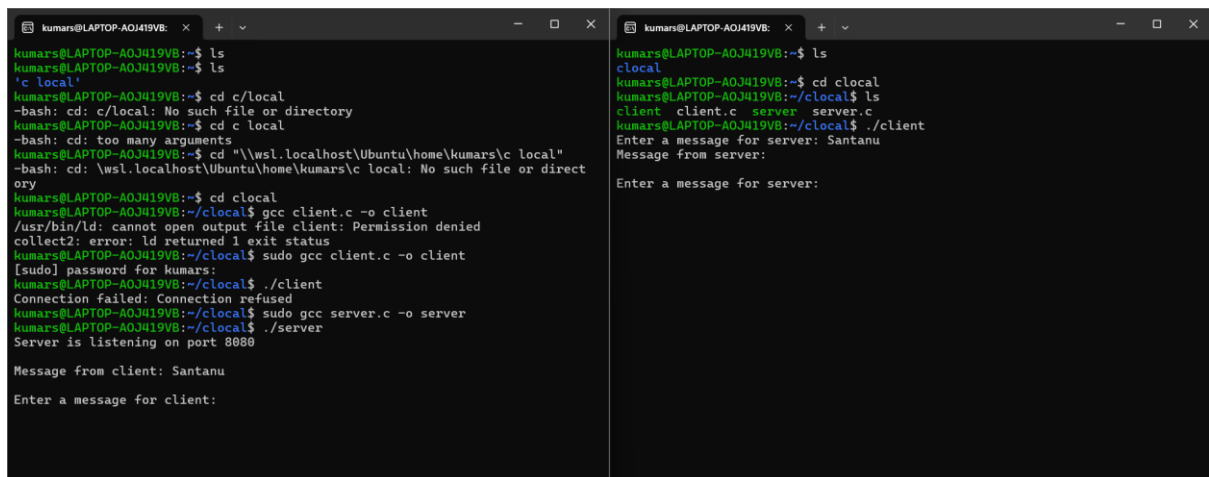 kumars@LAPTOP-AOJ419VB:
kumars@LAPTOP-AOJ419VB:~$ ls
kumars@LAPTOP-AOJ419VB:~$ ls
'c local'
kumars@LAPTOP-AOJ419VB:~$ cd c/local
-bash: cd: c/local: No such file or directory
kumars@LAPTOP-AOJ419VB:~$ cd c local
-bash: cd: too many arguments
kumars@LAPTOP-AOJ419VB:~$ cd "\\wsl.localhost\Ubuntu\home\kumars\c local"
-bash: cd: \wsl.localhost\Ubuntu\home\kumars\c local: No such file or direct
ory
kumars@LAPTOP-AOJ419VB:~$ cd clocal
kumars@LAPTOP-AOJ419VB:~/clocal$ gcc client.c -o client
/usr/bin/ld: cannot open output file client: Permission denied
collect2: error: ld returned 1 exit status
kumars@LAPTOP-AOJ419VB:~/clocal$ sudo gcc client.c -o client
[sudo] password for kumars:
kumars@LAPTOP-AOJ419VB:~/clocal$ ./client
Connection failed: Connection refused
kumars@LAPTOP-AOJ419VB:~/clocal$ sudo gcc server.c -o server
kumars@LAPTOP-AOJ419VB:~/clocal$ ./server
Server is listening on port 8080
Message from client: Santanu
Enter a message for client:
kumars@LAPTOP-AOJ419VB:
kumars@LAPTOP-AOJ419VB:~$ ls
clocal
kumars@LAPTOP-AOJ419VB:~$ cd clocal
kumars@LAPTOP-AOJ419VB:~/clocal$ ls
client client.c server server.c
kumars@LAPTOP-AOJ419VB:~/clocal$ ./client
Enter a message for server: Santanu
Message from server:
Enter a message for server: